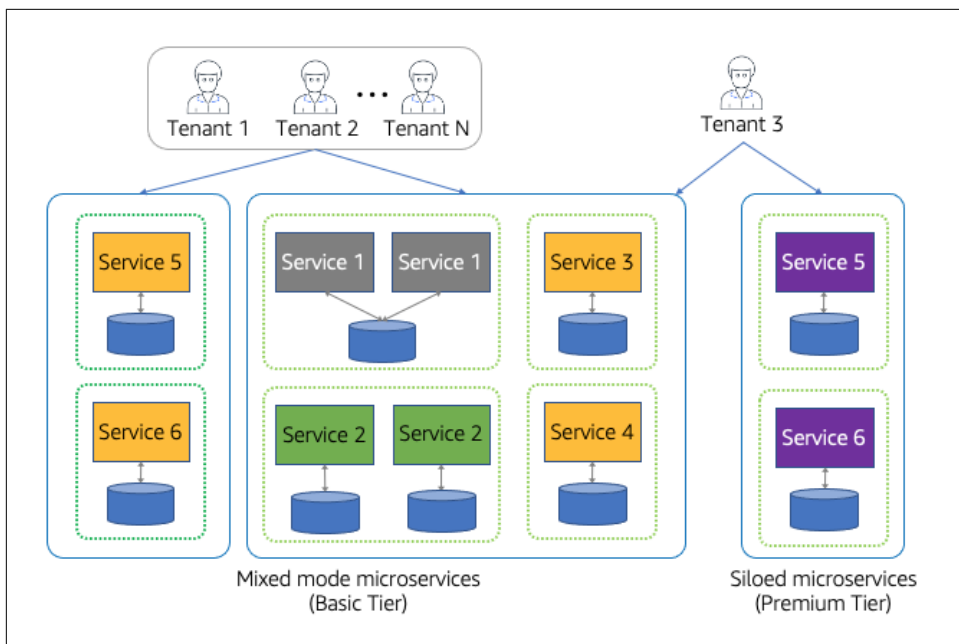 Tenant 1
Tenant 2
•••
Tenant N
Tenant 3
Service 5
Service 1
Service 1
Service 3
Service 5
Service 6
Service 2
Service 2
Service 4
Service 6
Mixed mode microservices
(Basic Tier)
Siloed microservices
(Premium Tier)